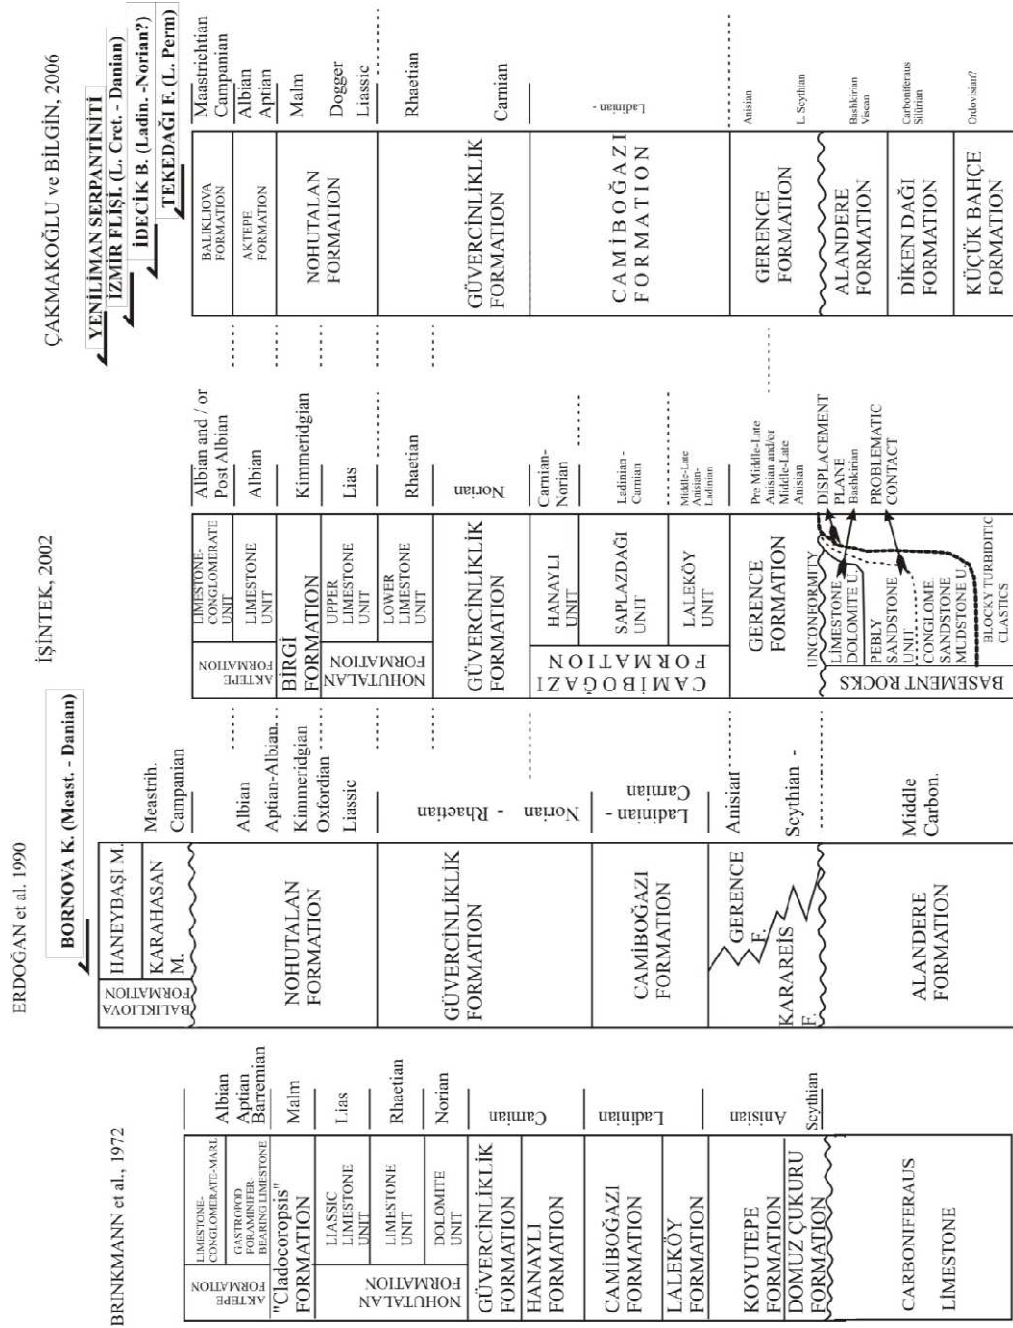 BRINKMANN et al., 1972
LIMESTONE-
CONGLOMERATE-MARL
GASTROPOD
FORAMINIFER
BEARING LIMESTONE
AKTEPE
FORMATION
"Cladocoropsis"
FORMATION
LIASSIC
LIMESTONE
UNIT
LIMESTONE
UNIT
DOLOMITE
UNIT
NOHUTALAN
FORMATION
GÜVERCİNLİKLİK
FORMATION
HANAYLI
FORMATION
CAMİBOĞAZI
FORMATION
LALEKÖY
FORMATION
KOYUTEPE
FORMATION
DOMUZ ÇUKURU
FORMATION
CARBONIFERAUS
LİMESTONE
Albian
Aptian
Barremian
Malm
Lias
Rhaetian
Norian
Carnian
Ladinian
Anisian
Scythian
ERDOĞAN et al. 1990
BORNOVA K. (Meast. - Danian)
HANEYBAŞI M.
KARAHASAN
M.
BALIKLIOVA
FORMATION
NOHUTALAN
FORMATION
GÜVERCİNLİKLİK
FORMATION
CAMİBOĞAZI
FORMATION
GERENCE
F.
KARAREİS
F.
ALANDERE
FORMATION
Meastrih.
Campanian
Albian
Aptian-Albian
Kimmeridgian
Oxfordian
Liassic
Norian - Rhaetian
Ladinian -
Carnian
Anisian
Scythian -
Middle
Carbon.
IŞİNTEK, 2002
LIMESTONE-
CONGLOMERATE
UNIT
LIMESTONE
UNIT
AKTEPE
FORMATION
BİRGİ
FORMATION
UPPER
LIMESTONE
UNIT
LOWER
LIMESTONE
UNIT
NOHUTALAN
FORMATION
GÜVERCİNLİKLİK
FORMATION
HANAYLI
UNIT
SAPLAZDAĞI
UNIT
LALEKÖY
UNIT
CAMİBOĞAZI
FORMATION
GERENCE
FORMATION
UNCONFORMITY
LİMESTONE
DOLOMITE U.
PEBLY
SANDSTONE
UNIT
CONGLOME.
SANDSTONE
MUDSTONE U.
BLOCKY TURBIDITIC
CLASTICS
BASEMENT ROCKS
Albian and / or
Post Albian
Albian
Kimmeridgian
Lias
Rhaetian
Norian
Carnian-
Norian
Ladinian -
Carnian
Middle-Late
Anisian-
Ladinian
Pre Middle-Late
Anisian and/or
Middle-Late
Anisian
DISPLACEMENT
PLANE
Bashkirian
PROBLEMATIC
CONTACT
ÇAKMAKOĞLU ve BİLGİN, 2006
YENİLİMAN SERPANTİNİTİ
İZMİR FLİŞİ. (L. Cret. - Danian)
İDECİK B. (Ladin. -Norian?)
TEKEDAĞI F. (L. Perm)
BALIKLIOVA
FORMATION
AKTEPE
FORMATION
NOHUTALAN
FORMATION
GÜVERCİNLİKLİK
FORMATION
CAMİBOĞAZI
FORMATION
GERENCE
FORMATION
ALANDERE
FORMATION
DİKEN DAĞI
FORMATION
KÜÇÜK BAHÇE
FORMATION
Maastrichtian
Campanian
Albian
Aptian
Malm
Dogger
Liassic
Rhaetian
Carnian
Ladinian -
Anisian
L. Scythian
Bashkirian
Visean
Carboniferaus
Silürian
Ordovisian?